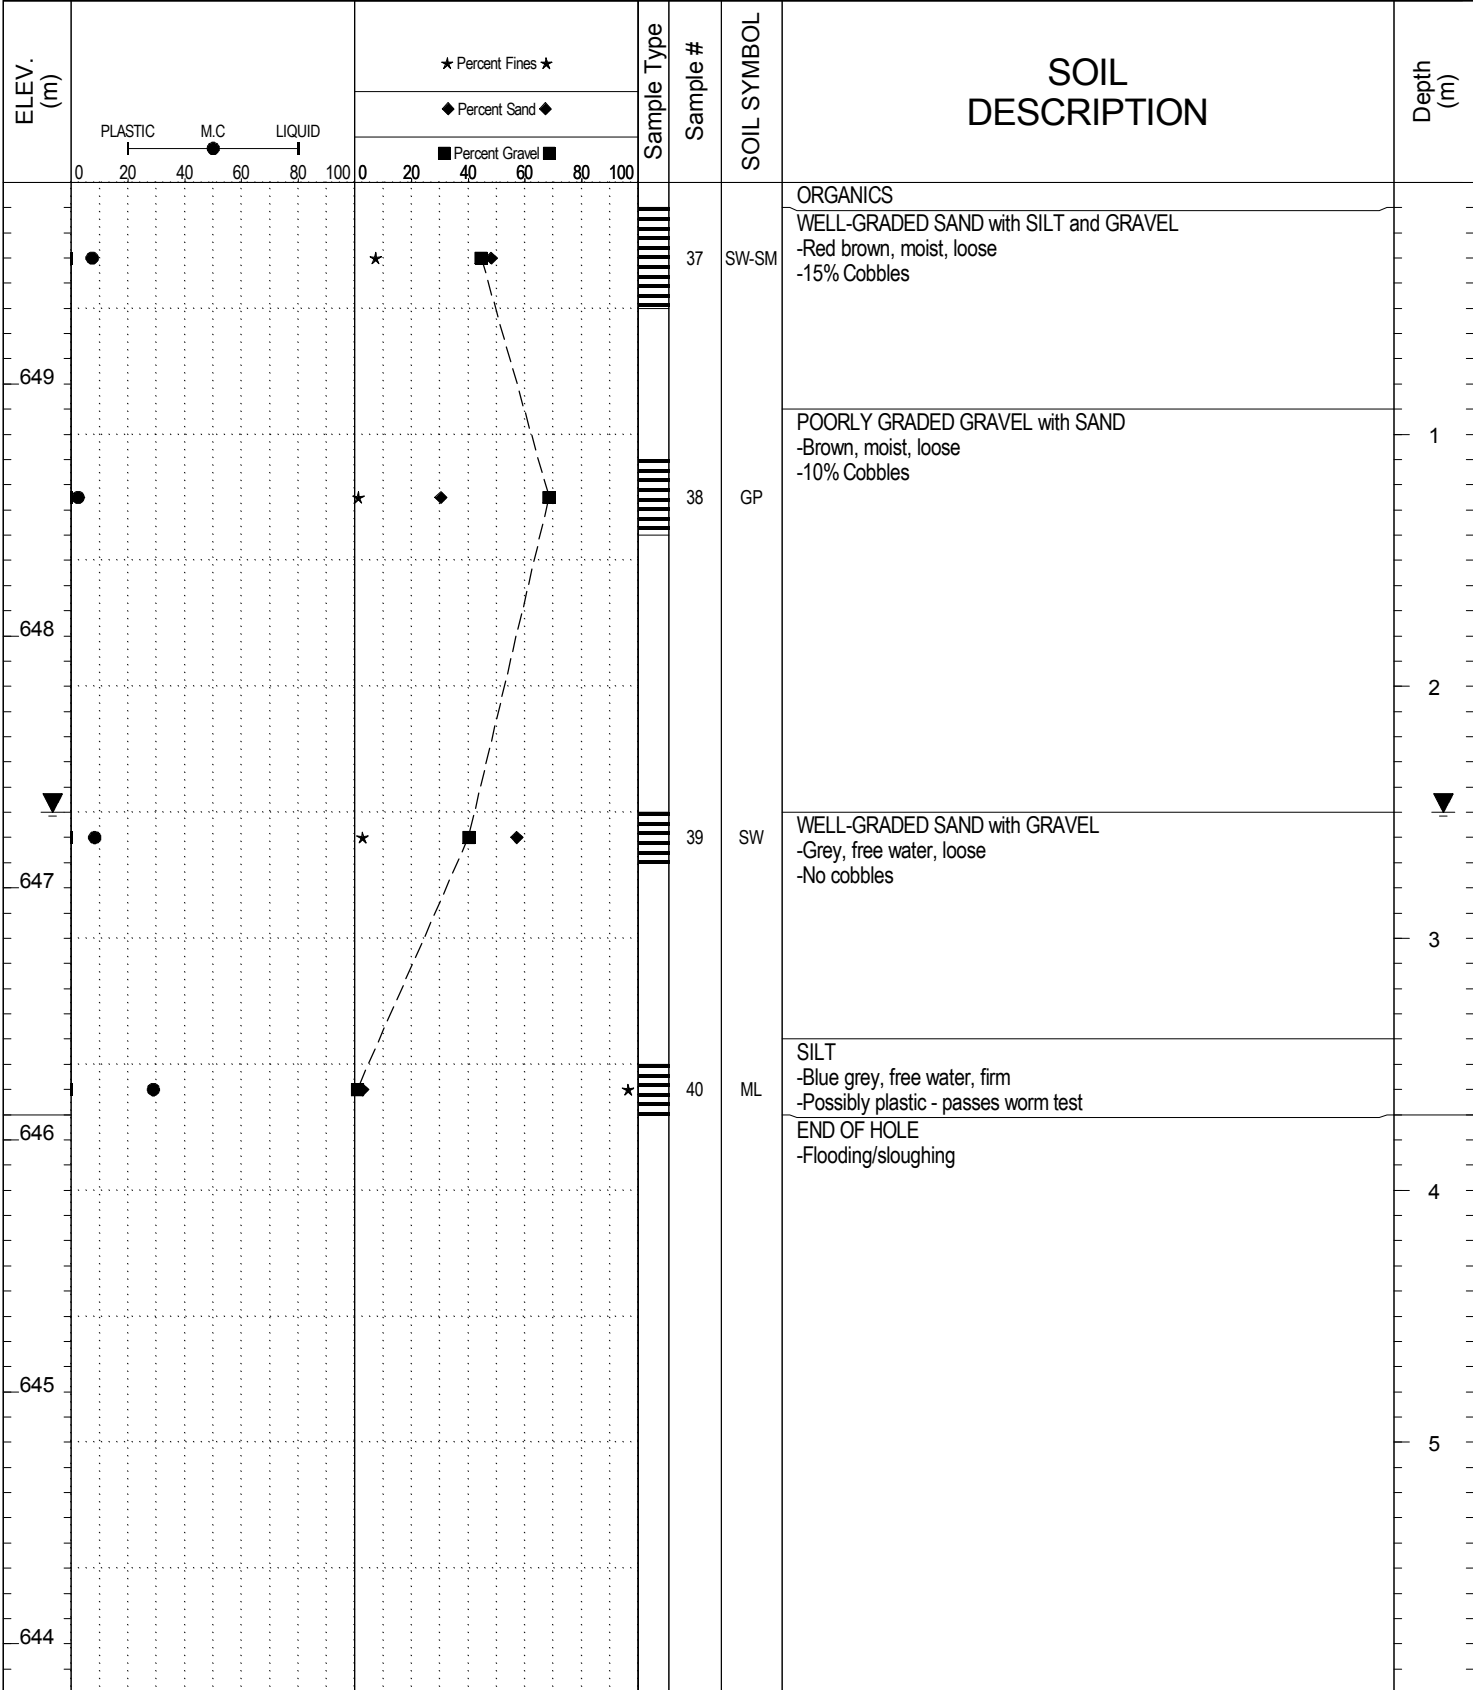 ELEV.
(m)
PLASTIC M.C LIQUID
0 20 40 60 80 100
★ Percent Fines ★
◆ Percent Sand ◆
■ Percent Gravel ■
0 20 40 60 80 100
Sample Type
Sample #
SOIL SYMBOL
SOIL
DESCRIPTION
Depth
(m)
ORGANICS
WELL-GRADED SAND with SILT and GRAVEL
37 SW-SM -Red brown, moist, loose
-15% Cobbles
649
POORLY GRADED GRAVEL with SAND
1
-Brown, moist, loose
-10% Cobbles
38 GP
648
2
WELL-GRADED SAND with GRAVEL
39 SW
-Grey, free water, loose
-No cobbles
647
3
SILT
-Blue grey, free water, firm
40 ML
-Possibly plastic - passes worm test
646
END OF HOLE
-Flooding/sloughing
4
645
5
644